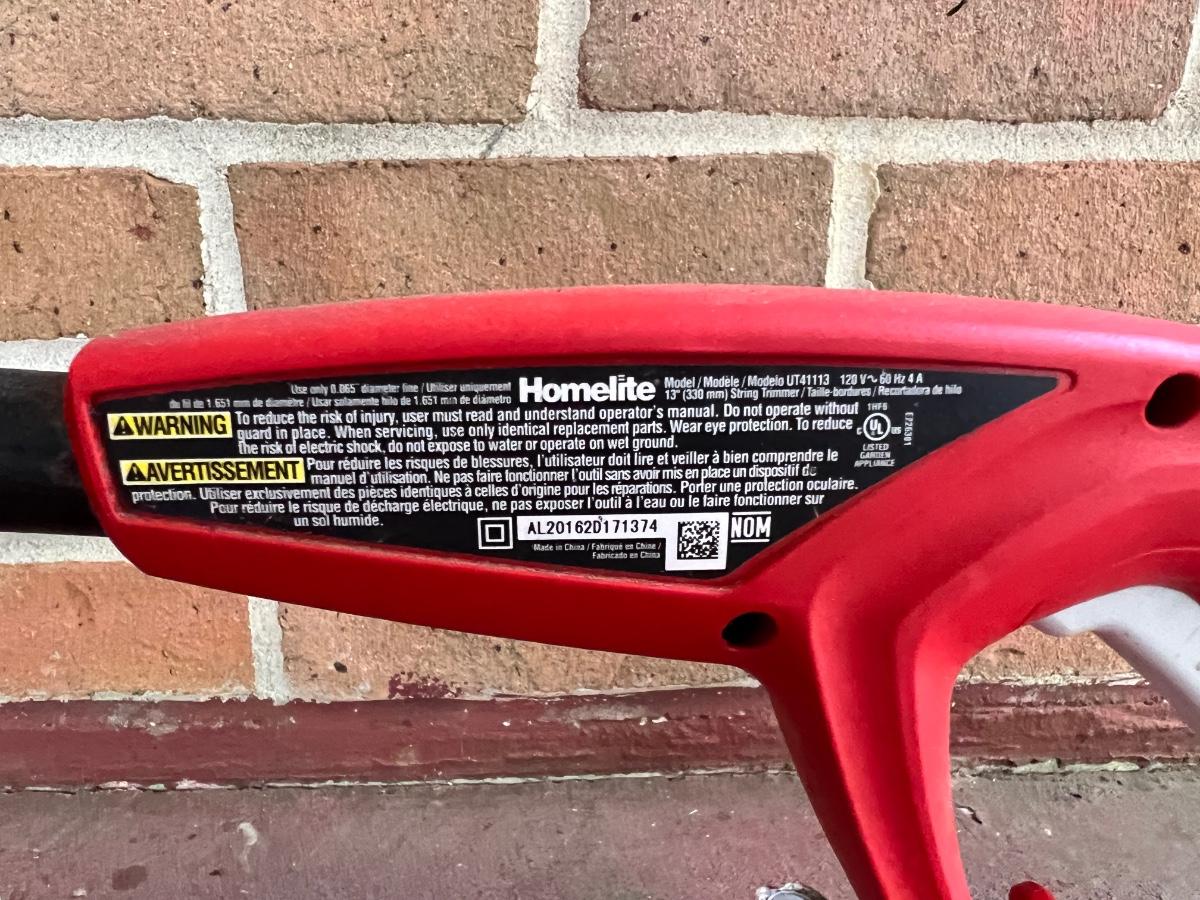 Use only 0.065" diameter line / Utiliser uniquement
du fil de 1.651 mm de diamètre / Usar solamente hilo de 1.651 mm de diámetro
Homelite
Model / Modèle / Modelo UT41113 120 V~ 60 Hz 4 A
13" (330 mm) String Trimmer / Taille-bordures / Recortadora de hilo
WARNING
To reduce the risk of injury, user must read and understand operator's manual. Do not operate without
guard in place. When servicing, use only identical replacement parts. Wear eye protection. To reduce
the risk of electric shock, do not expose to water or operate on wet ground.
1HF6
c UL us
LISTED
GARDEN
APPLIANCE
E226301
AVERTISSEMENT
Pour réduire les risques de blessures, l'utilisateur doit lire et veiller à bien comprendre le
manuel d'utilisation. Ne pas faire fonctionner l'outil sans avoir mis en place un dispositif de
protection. Utiliser exclusivement des pièces identiques à celles d'origine pour les réparations. Porter une protection oculaire.
Pour réduire le risque de décharge électrique, ne pas exposer l'outil à l'eau ou le faire fonctionner sur
un sol humide.
AL20162D171374
NOM
Made in China / Fabriqué en Chine /
Fabricado en China